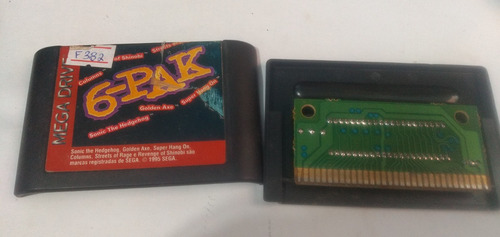 MEGA DRIVE
F382
Columns
of Shinobi
6-PAK
Golden Axe
Super Hang On
Sonic The Hedgehog
Sonic the Hedgehog, Golden Axe, Super Hang On,
Columns, Streets of Rage e Revenge of Shinobi são
marcas registradas de SEGA. © 1995 SEGA.